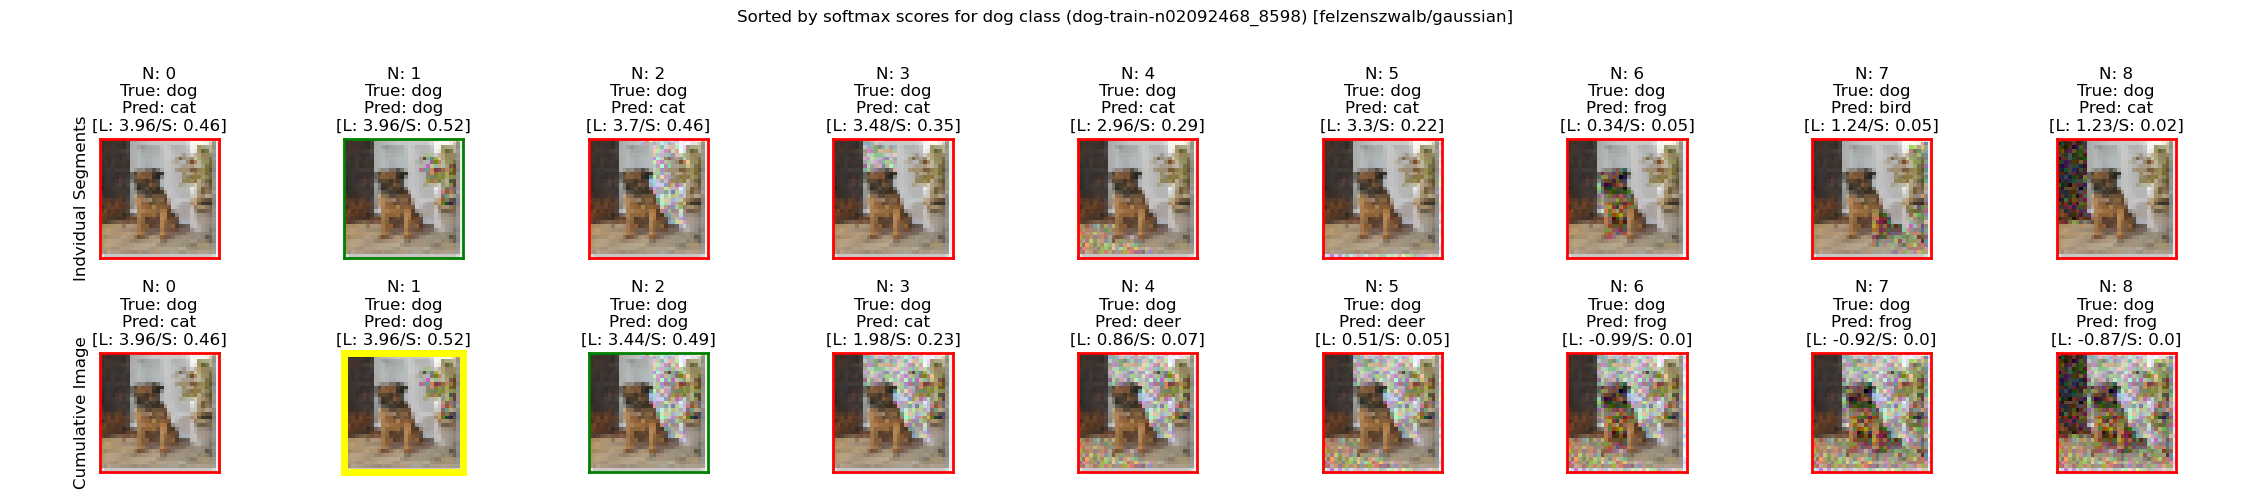 Sorted by softmax scores for dog class (dog-train-n02092468_8598) [felzenszwalb/gaussian]
Indvidual Segments
N: 0
True: dog
Pred: cat
[L: 3.96/S: 0.46]
N: 1
True: dog
Pred: dog
[L: 3.96/S: 0.52]
N: 2
True: dog
Pred: cat
[L: 3.7/S: 0.46]
N: 3
True: dog
Pred: cat
[L: 3.48/S: 0.35]
N: 4
True: dog
Pred: cat
[L: 2.96/S: 0.29]
N: 5
True: dog
Pred: cat
[L: 3.3/S: 0.22]
N: 6
True: dog
Pred: frog
[L: 0.34/S: 0.05]
N: 7
True: dog
Pred: bird
[L: 1.24/S: 0.05]
N: 8
True: dog
Pred: cat
[L: 1.23/S: 0.02]
Cumulative Image
N: 0
True: dog
Pred: cat
[L: 3.96/S: 0.46]
N: 1
True: dog
Pred: dog
[L: 3.96/S: 0.52]
N: 2
True: dog
Pred: dog
[L: 3.44/S: 0.49]
N: 3
True: dog
Pred: cat
[L: 1.98/S: 0.23]
N: 4
True: dog
Pred: deer
[L: 0.86/S: 0.07]
N: 5
True: dog
Pred: deer
[L: 0.51/S: 0.05]
N: 6
True: dog
Pred: frog
[L: -0.99/S: 0.0]
N: 7
True: dog
Pred: frog
[L: -0.92/S: 0.0]
N: 8
True: dog
Pred: frog
[L: -0.87/S: 0.0]